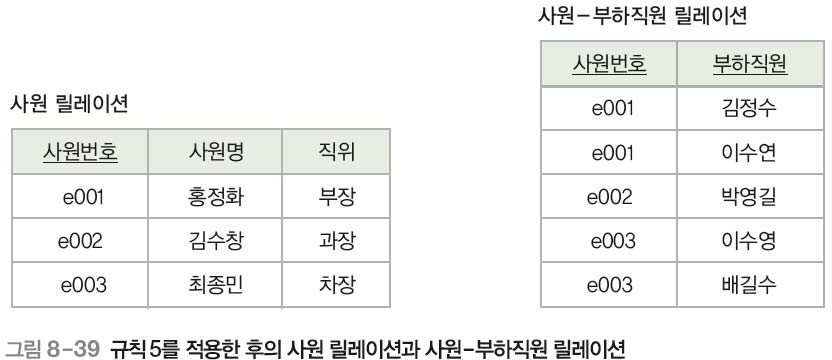 사원 릴레이션
사원번호 사원명 직위
e001 홍정화 부장
e002 김수창 과장
e003 최종민 차장
사원-부하직원 릴레이션
사원번호 부하직원
e001 김정수
e001 이수연
e002 박영길
e003 이수영
e003 배길수
그림 8-39 규칙 5를 적용한 후의 사원 릴레이션과 사원-부하직원 릴레이션